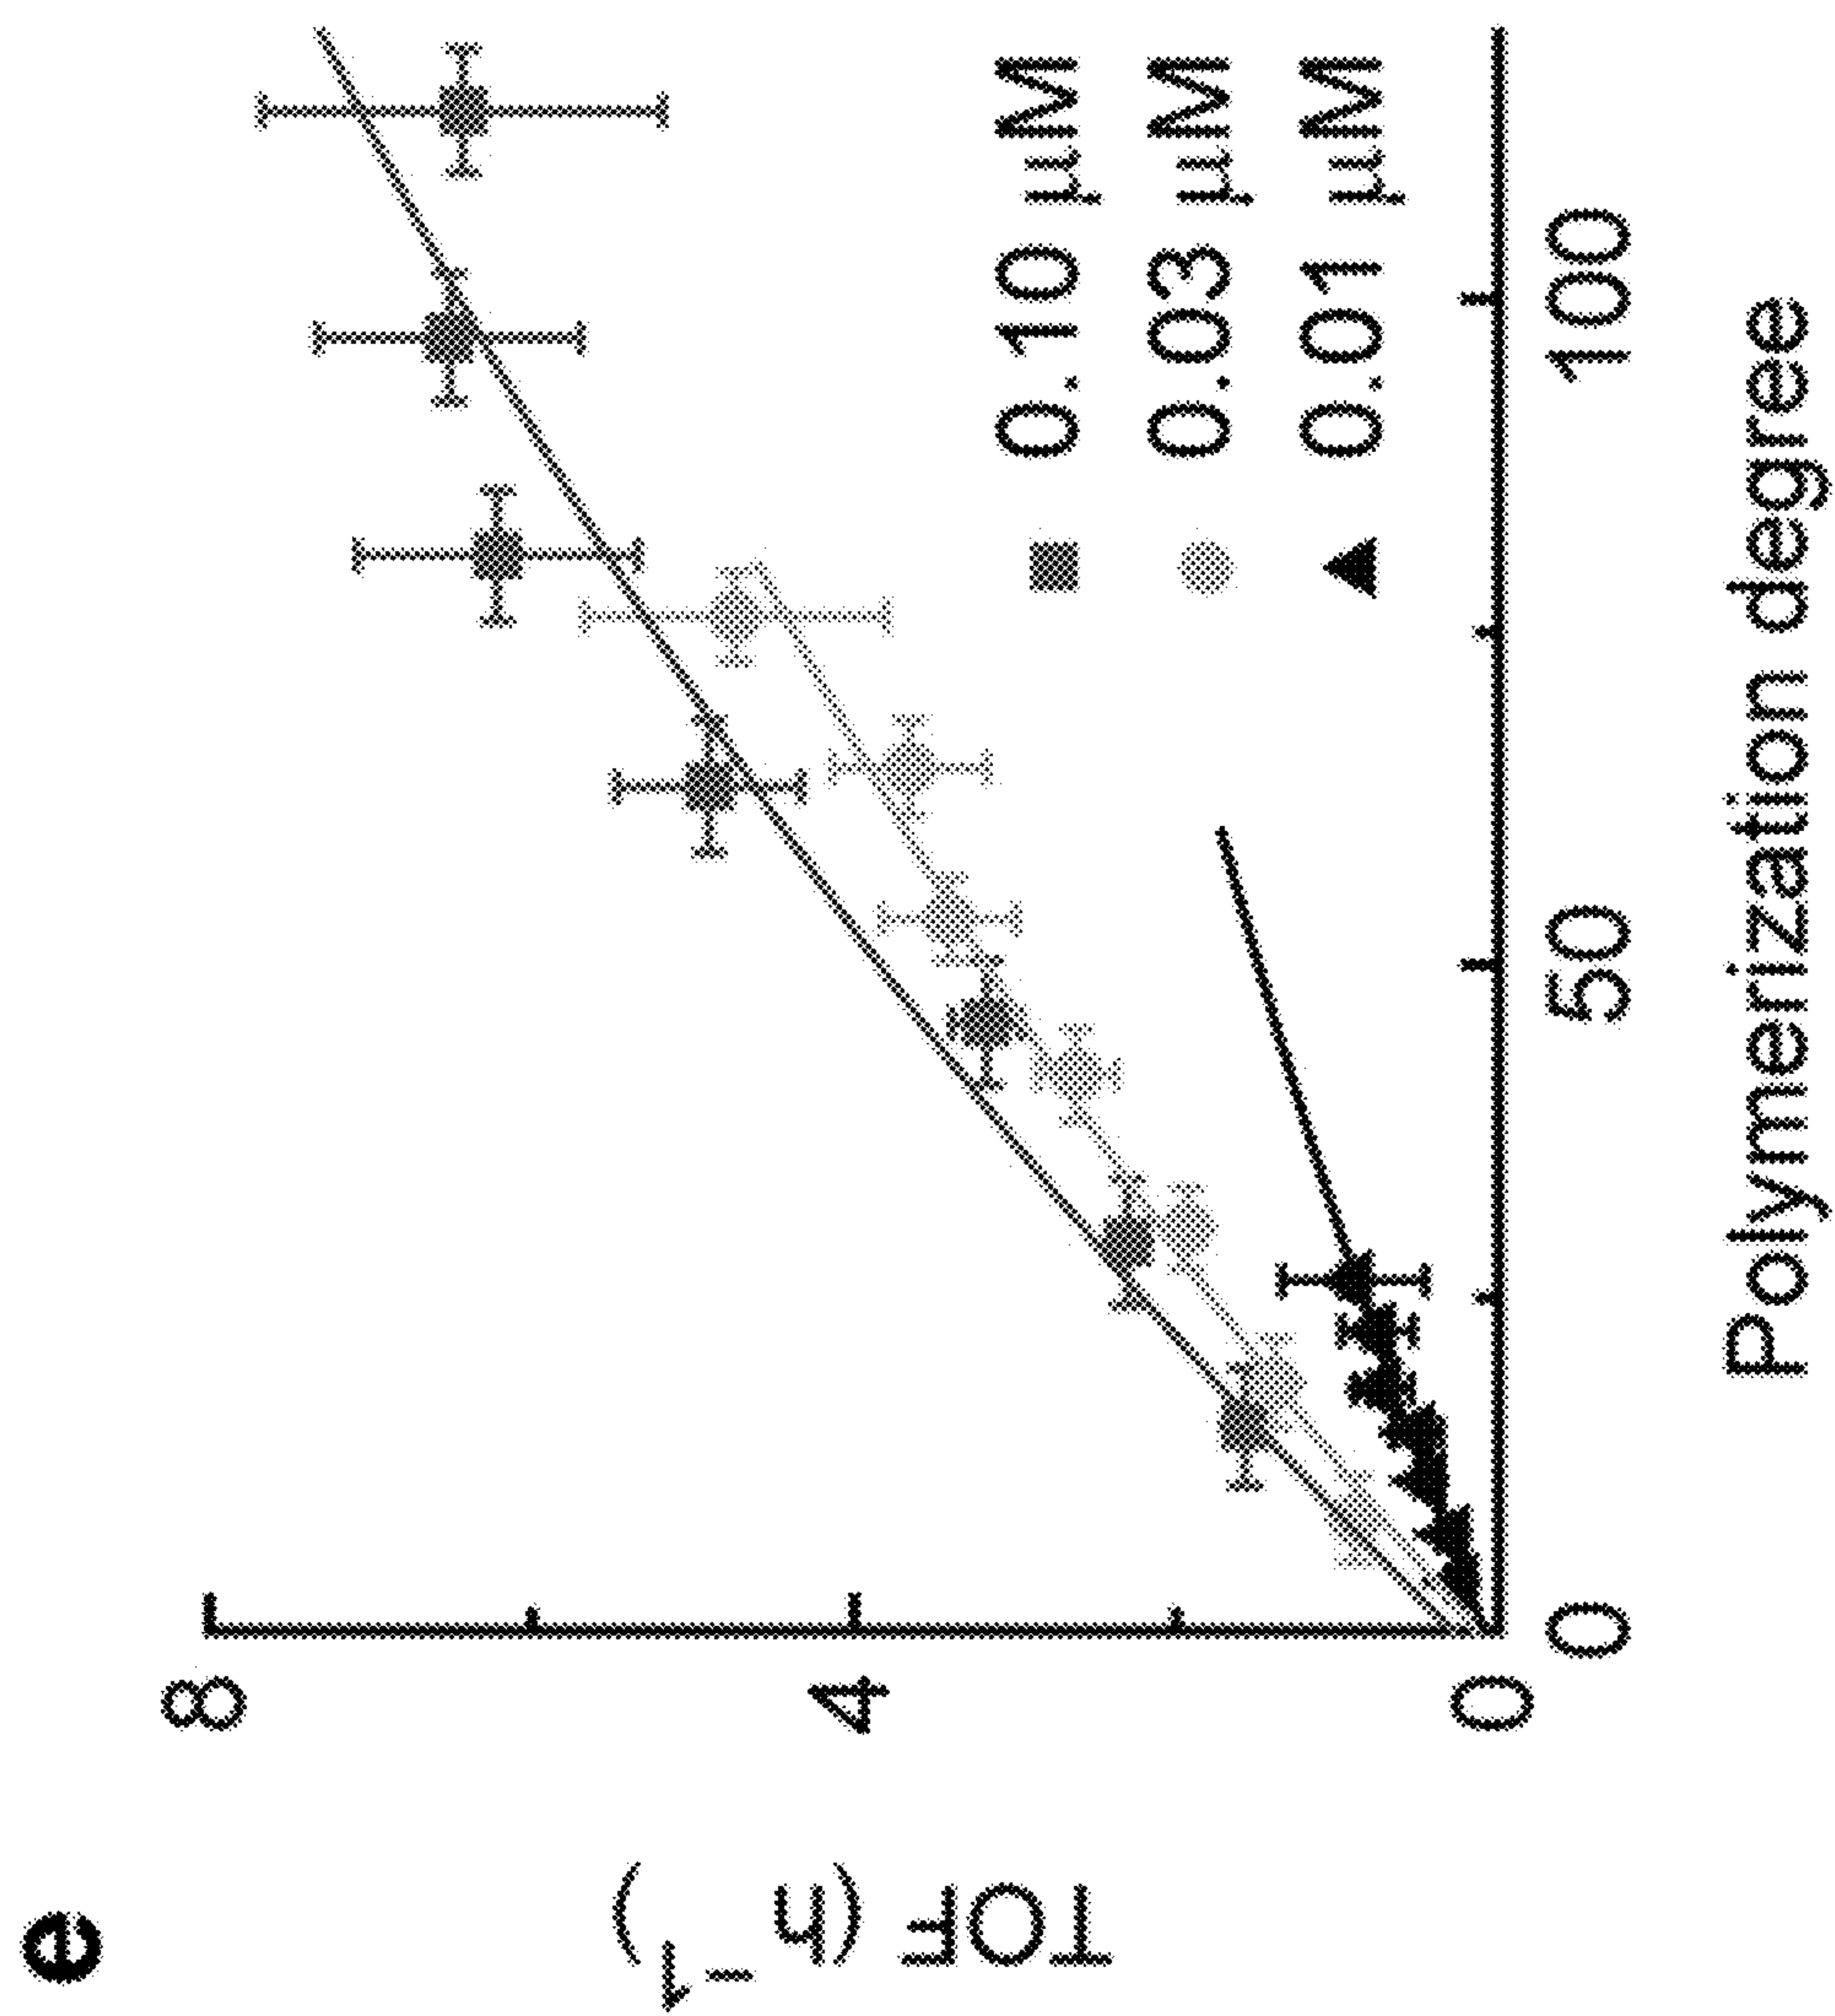 e
TOF (h⁻¹)
8
4
0
0.10 µM
0.03 µM
0.01 µM
0
50
100
Polymerization degree